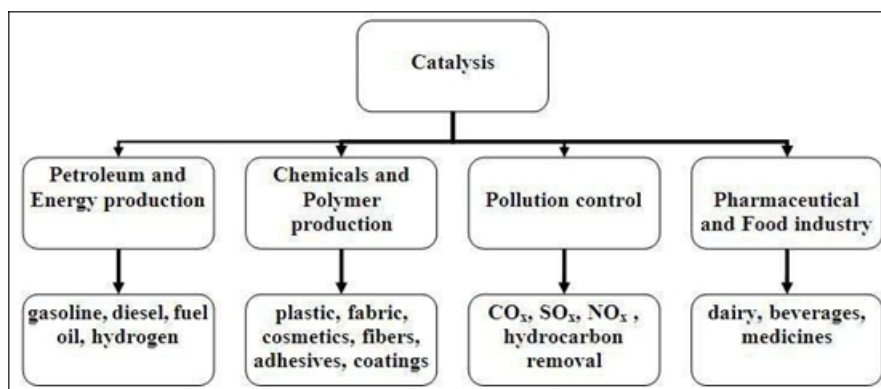 Catalysis
Petroleum and
Energy production
Chemicals and
Polymer
production
Pollution control
Pharmaceutical
and Food industry
gasoline, diesel, fuel
oil, hydrogen
plastic, fabric,
cosmetics, fibers,
adhesives, coatings
COx, SOx, NOx ,
hydrocarbon
removal
dairy, beverages,
medicines